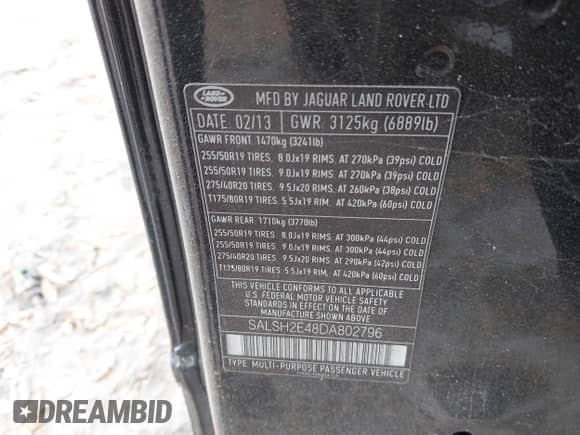 LAND ROVER
MFD BY JAGUAR LAND ROVER LTD
DATE: 02/13 GWR: 3125kg (6889lb)
GAWR FRONT: 1470kg (3241lb)
255/50R19 TIRES. 8.0Jx19 RIMS. AT 270kPa (39psi) COLD
255/50R19 TIRES. 9.0Jx19 RIMS. AT 270kPa (39psi) COLD
275/40R20 TIRES. 9.5Jx20 RIMS. AT 260kPa (38psi) COLD
T175/80R19 TIRES. 5.5Jx19 RIM. AT 420kPa (60psi) COLD
GAWR REAR: 1710kg (3770lb)
255/50R19 TIRES. 8.0Jx19 RIMS. AT 300kPa (44psi) COLD
255/50R19 TIRES. 9.0Jx19 RIMS. AT 300kPa (44psi) COLD
275/40R20 TIRES. 9.5Jx20 RIMS. AT 290kPa (42psi) COLD
T175/80R19 TIRES: 5.5Jx19 RIM. AT 420kPa (60psi) COLD
THIS VEHICLE CONFORMS TO ALL APPLICABLE
U.S. FEDERAL MOTOR VEHICLE SAFETY
STANDARDS IN EFFECT ON THE DATE OF
MANUFACTURE SHOWN ABOVE.
SALSH2E48DA802796
TYPE: MULTI-PURPOSE PASSENGER VEHICLE
DREAMBID